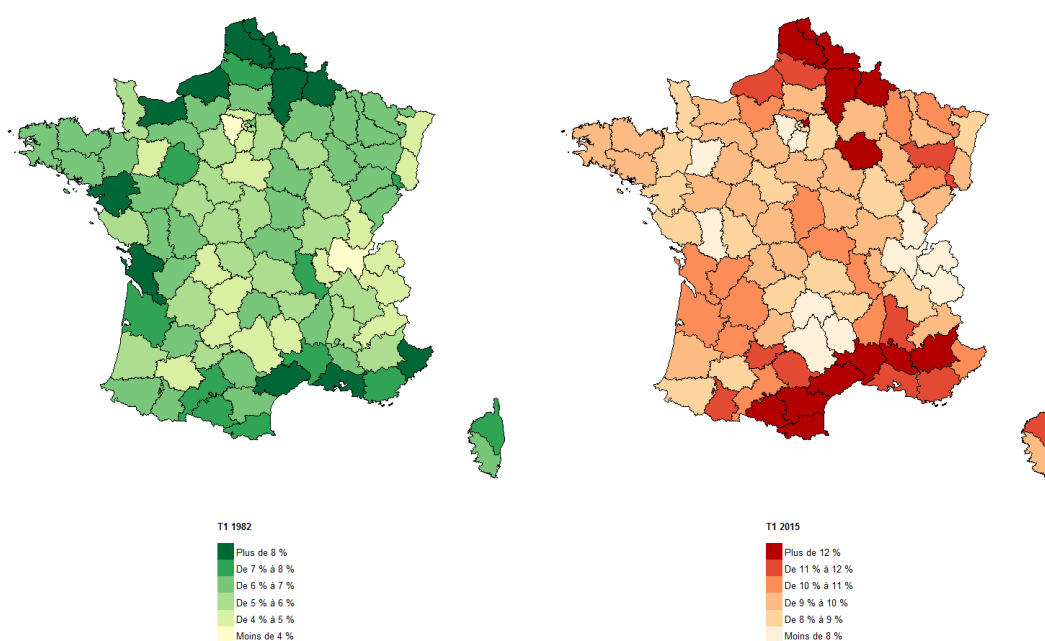 T1 1982
Plus de 8 %
De 7 % à 8 %
De 6 % à 7 %
De 5 % à 6 %
De 4 % à 5 %
Moins de 4 %
T1 2015
Plus de 12 %
De 11 % à 12 %
De 10 % à 11 %
De 9 % à 10 %
De 8 % à 9 %
Moins de 8 %